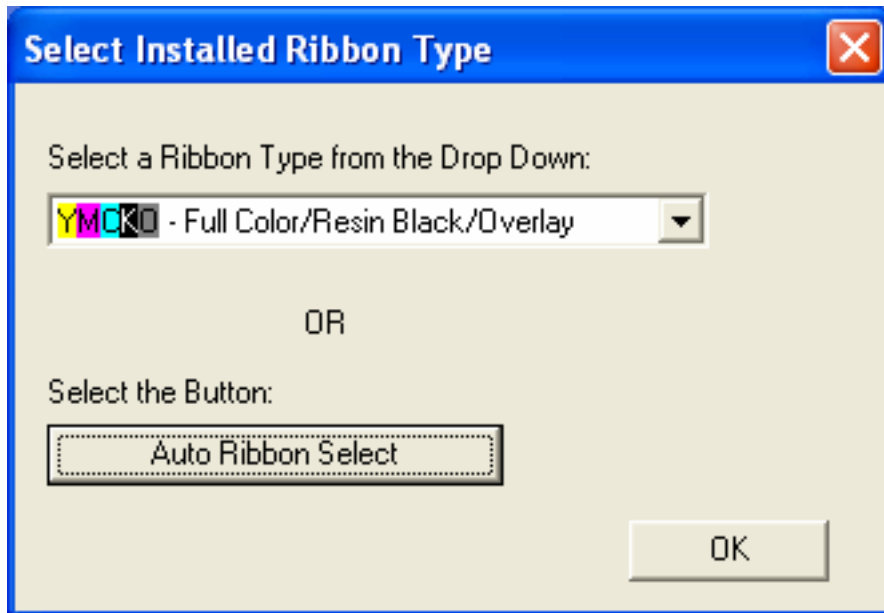 Select Installed Ribbon Type
Select a Ribbon Type from the Drop Down:
YMCKO - Full Color/Resin Black/Overlay
OR
Select the Button:
Auto Ribbon Select
OK